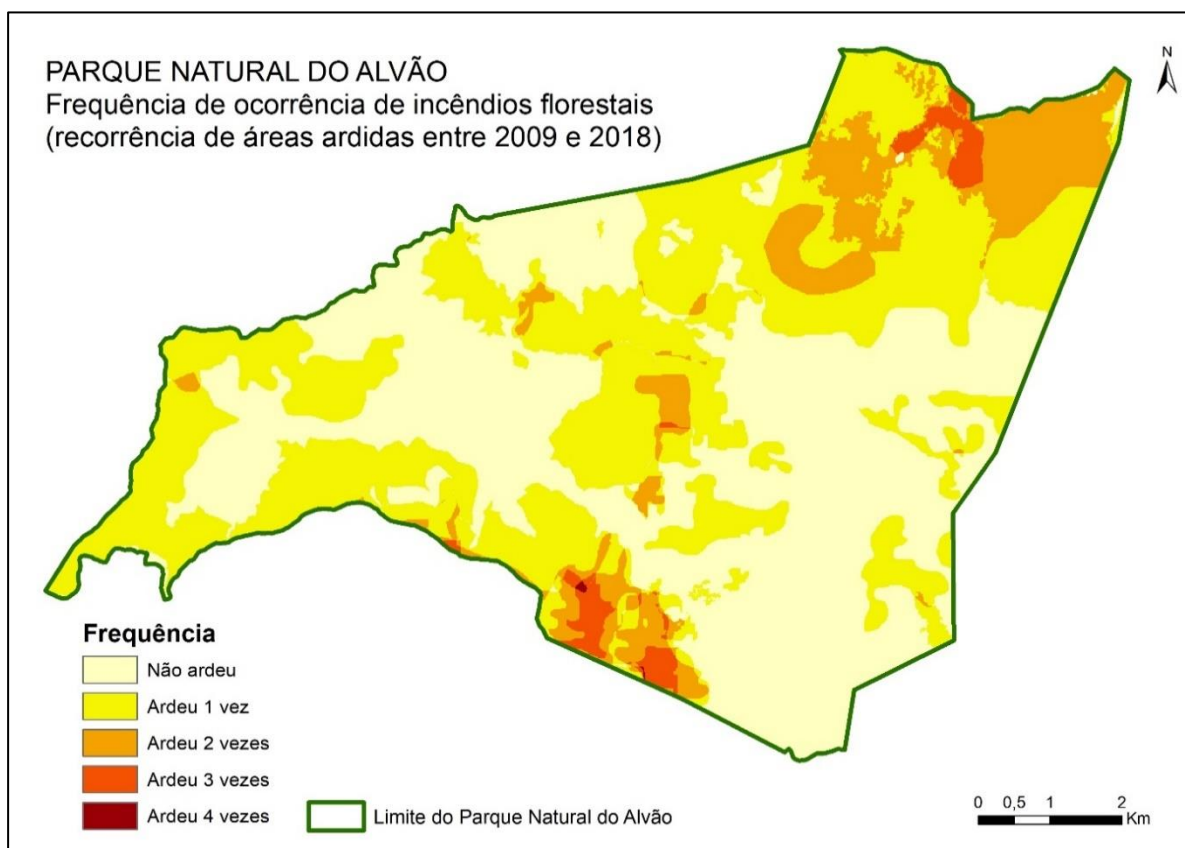 PARQUE NATURAL DO ALVÃO
Frequência de ocorrência de incêndios florestais
(recorrência de áreas ardidas entre 2009 e 2018)
N
Frequência
Não ardeu
Ardeu 1 vez
Ardeu 2 vezes
Ardeu 3 vezes
Ardeu 4 vezes
Limite do Parque Natural do Alvão
0 0,5 1 2
Km